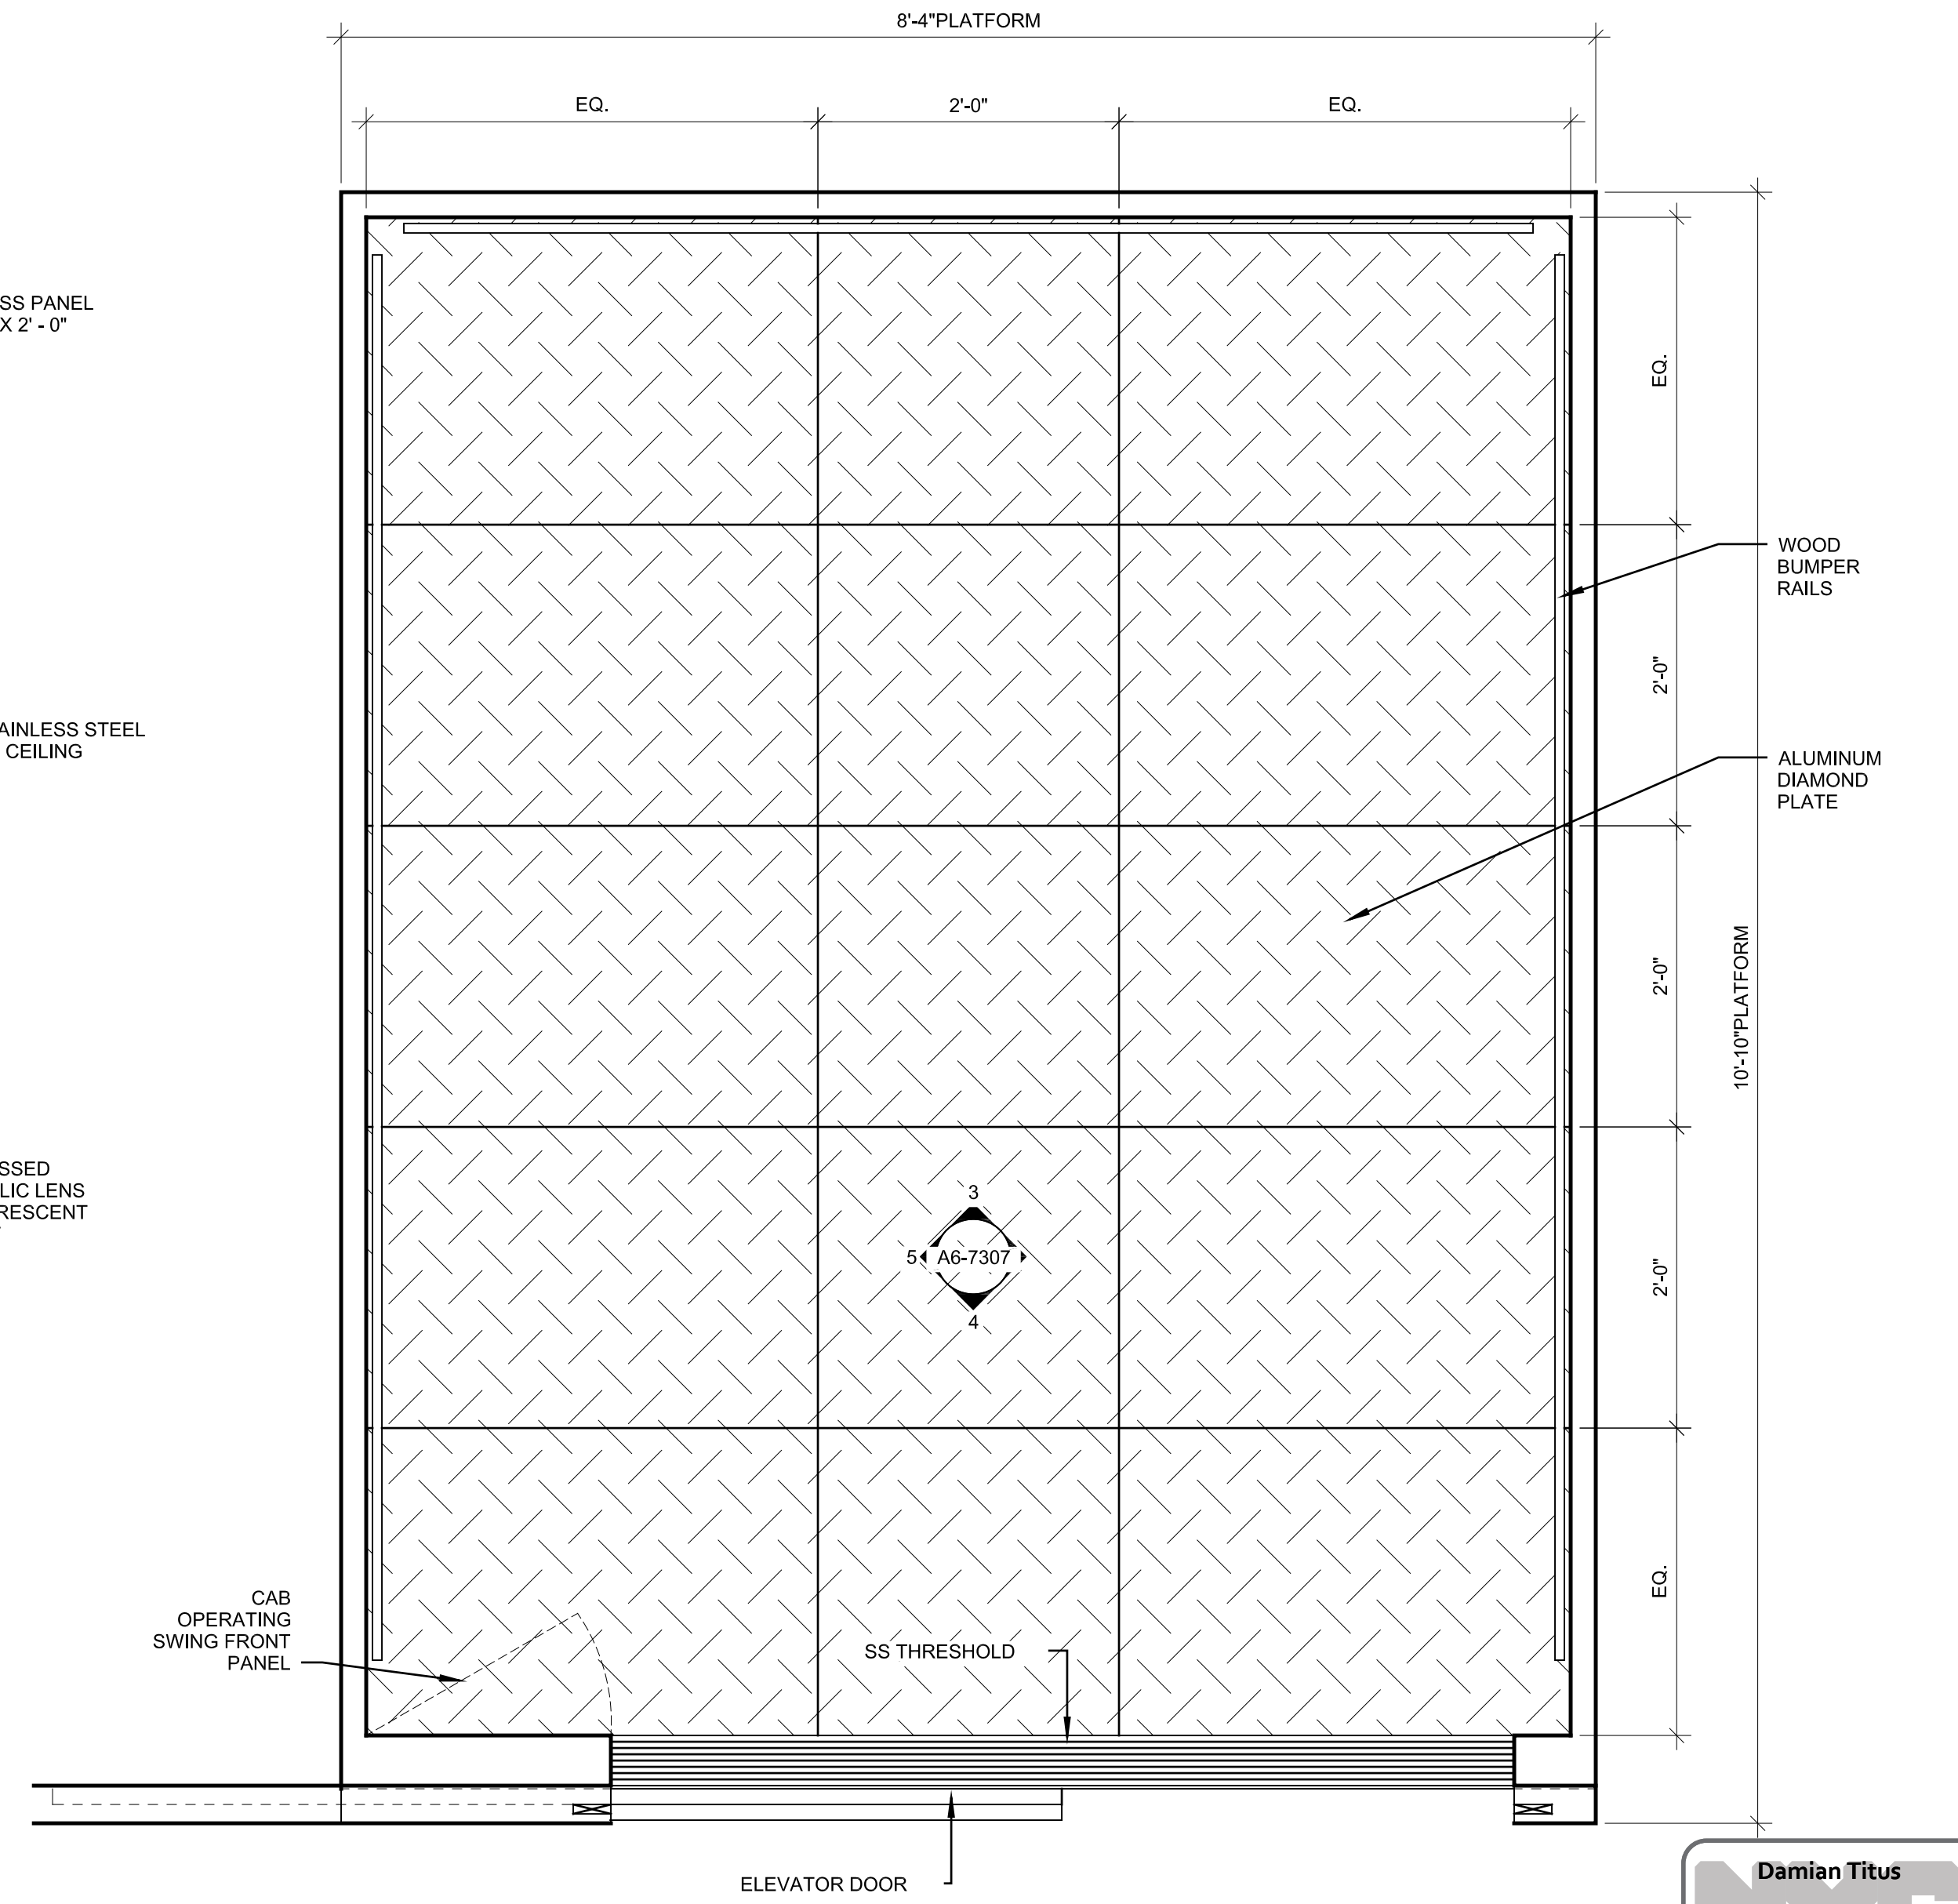 8'-4"PLATFORM
EQ.
2'-0"
EQ.
SS PANEL
X 2' - 0"
EQ.
WOOD
BUMPER
RAILS
2'-0"
AINLESS STEEL
CEILING
ALUMINUM
DIAMOND
PLATE
2'-0"
10'-10"PLATFORM
SSED
LIC LENS
RESCENT
3
5
A6-7307
4
2'-0"
EQ.
CAB
OPERATING
SWING FRONT
PANEL
SS THRESHOLD
ELEVATOR DOOR
Damian Titus